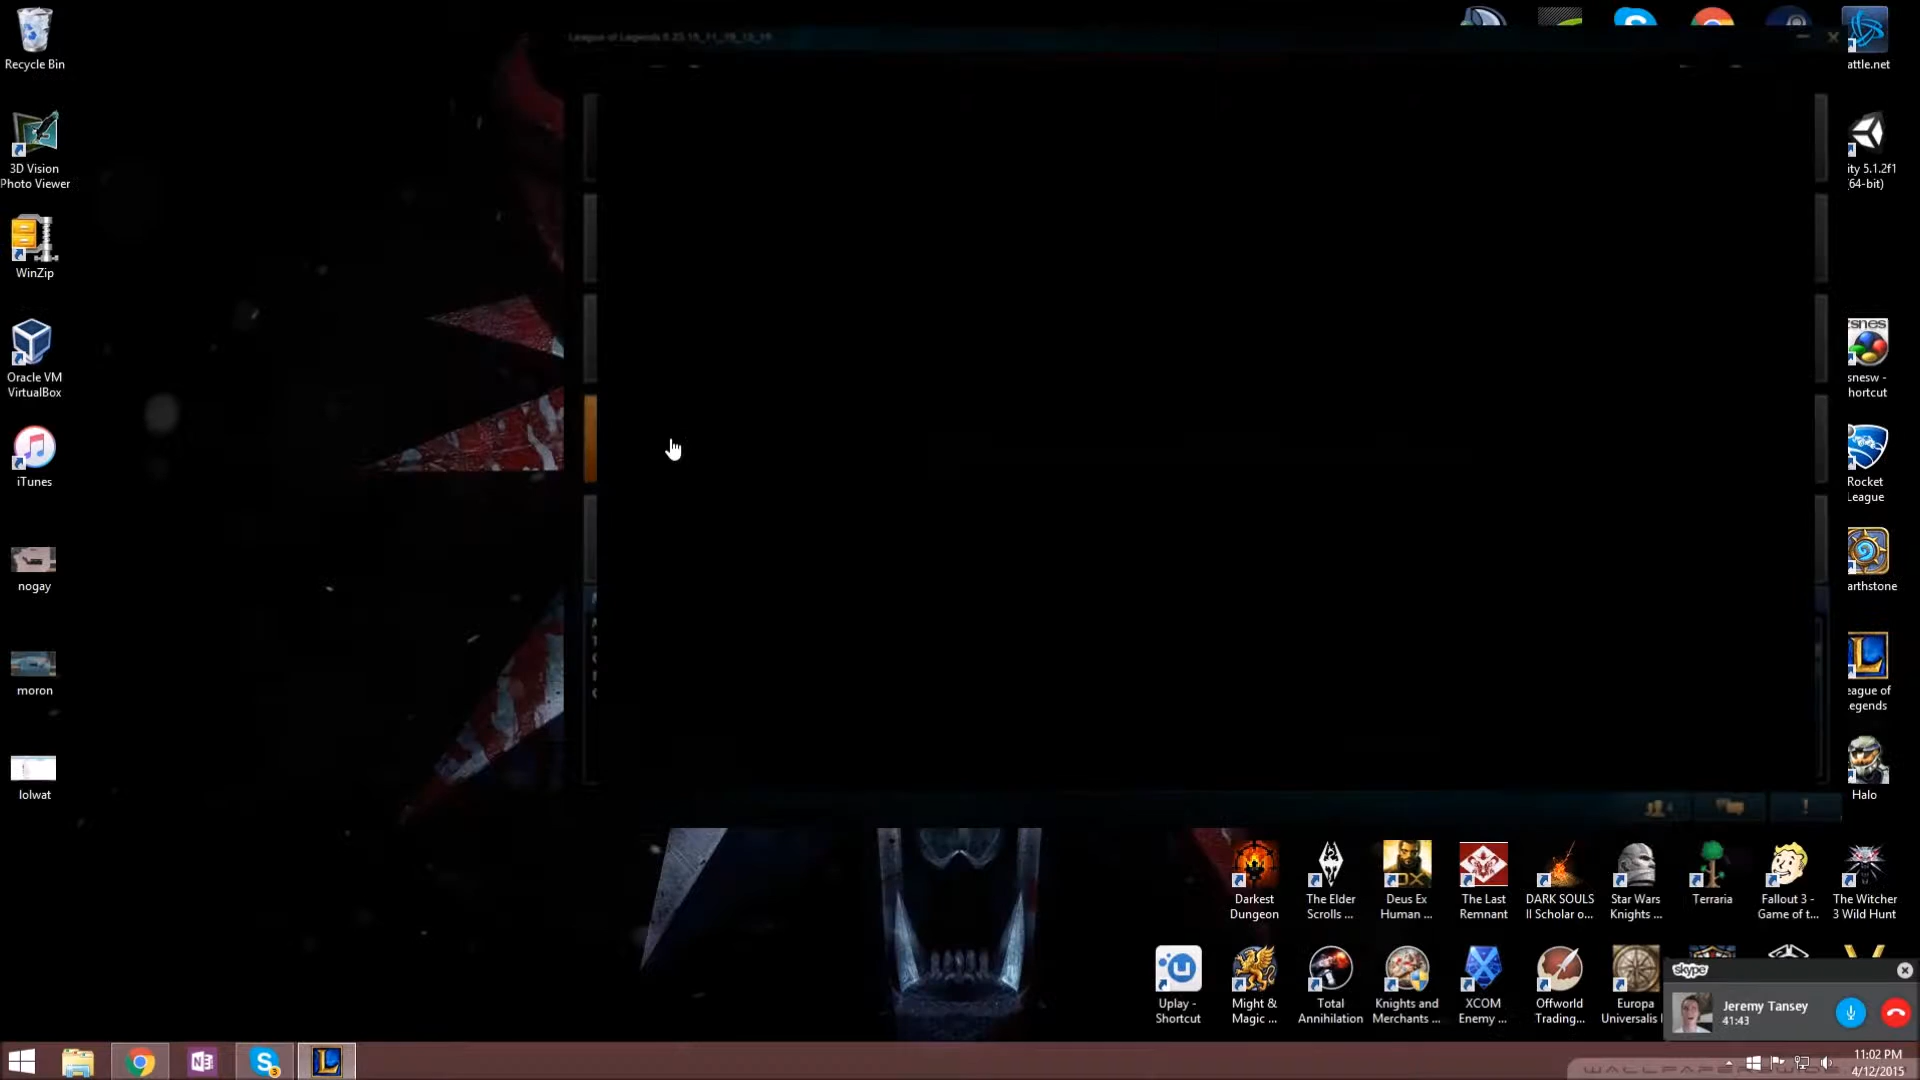 Recycle Bin
3D Vision
Photo Viewer
WinZip
Oracle VM
VirtualBox
iTunes
nogay
moron
lolwat
attle.net
ity 5.1.2f1
(64-bit)
snesw -
hortcut
Rocket
League
arthstone
eague of
egends
Halo
Darkest
Dungeon
The Elder
Scrolls ...
Deus Ex
Human ...
The Last
Remnant
DARK SOULS
II Scholar o...
Star Wars
Knights ...
Terraria
Fallout 3 -
Game of t...
The Witcher
3 Wild Hunt
Uplay -
Shortcut
Might &
Magic ...
Total
Annihilation
Knights and
Merchants ...
XCOM
Enemy ...
Offworld
Trading...
Europa
Universalis
skype
Jeremy Tansey
41:43
11:02 PM
4/12/2015